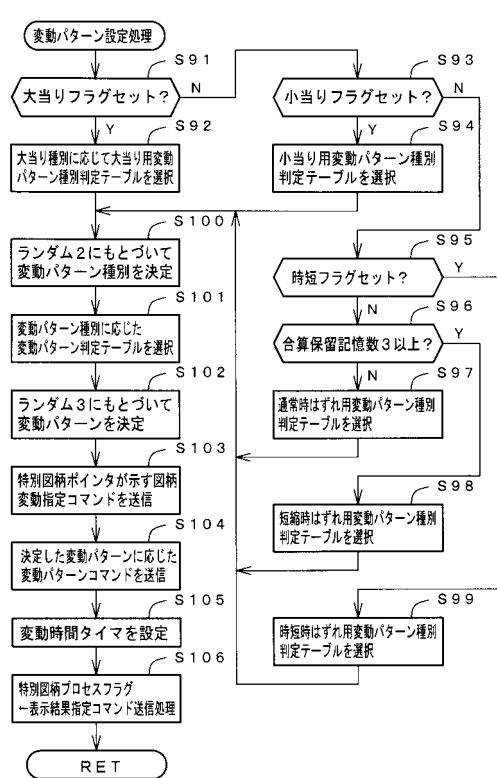 変動パターン設定処理
S91
大当りフラグセット?
N
Y
S92
大当り種別に応じて大当り用変動
パターン種別判定テーブルを選択
S93
小当りフラグセット?
N
Y
S94
小当り用変動パターン種別
判定テーブルを選択
S95
時短フラグセット?
Y
N
S96
合算保留記憶数3以上?
Y
N
S97
通常時はずれ用変動パターン種別
判定テーブルを選択
S98
短縮時はずれ用変動パターン種別
判定テーブルを選択
S99
時短時はずれ用変動パターン種別
判定テーブルを選択
S100
ランダム2にもとづいて
変動パターン種別を決定
S101
変動パターン種別に応じた
変動パターン判定テーブルを選択
S102
ランダム3にもとづいて
変動パターンを決定
S103
特別図柄ポインタが示す図柄
変動指定コマンドを送信
S104
決定した変動パターンに応じた
変動パターンコマンドを送信
S105
変動時間タイマを設定
S106
特別図柄プロセスフラグ
←表示結果指定コマンド送信処理
RET